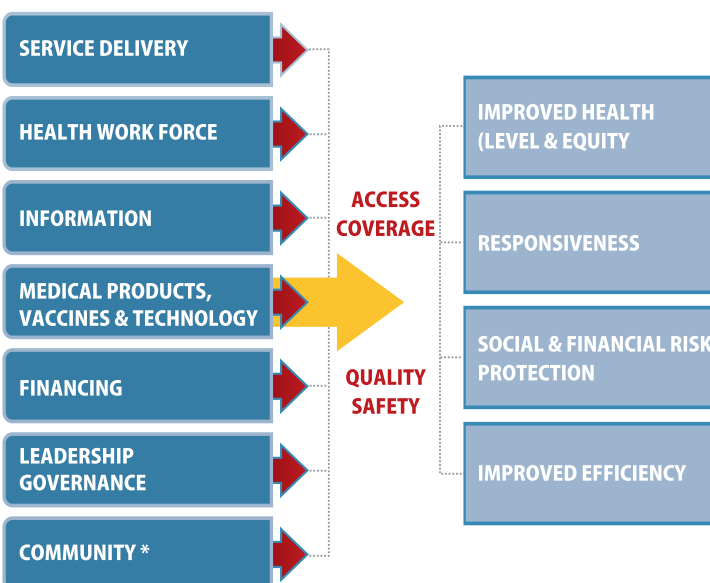 SERVICE DELIVERY
HEALTH WORK FORCE
INFORMATION
MEDICAL PRODUCTS,
VACCINES & TECHNOLOGY
FINANCING
LEADERSHIP
GOVERNANCE
COMMUNITY *
ACCESS
COVERAGE
QUALITY
SAFETY
IMPROVED HEALTH
(LEVEL & EQUITY
RESPONSIVENESS
SOCIAL & FINANCIAL RISK
PROTECTION
IMPROVED EFFICIENCY